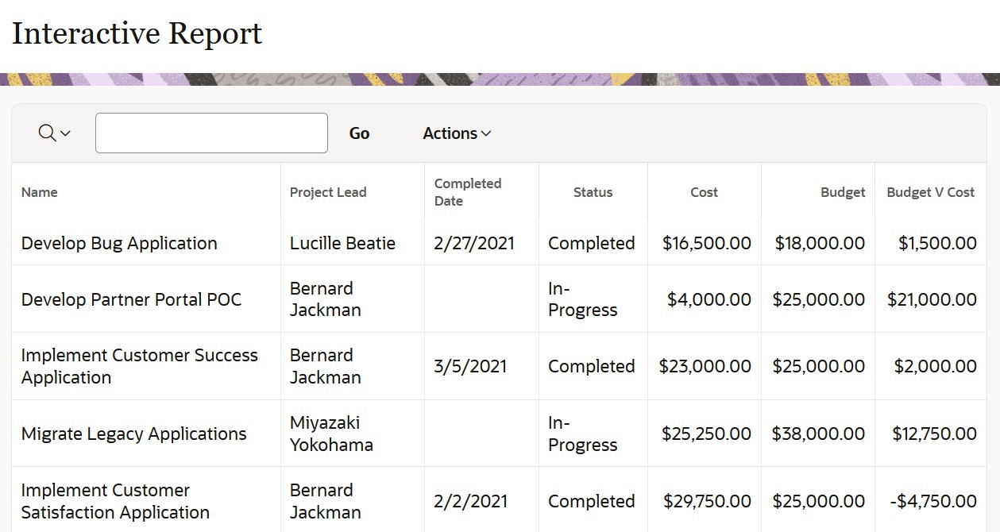 Interactive Report
Go Actions
Name Project Lead Completed Date Status Cost Budget Budget V Cost
Develop Bug Application Lucille Beatie 2/27/2021 Completed $16,500.00 $18,000.00 $1,500.00
Develop Partner Portal POC Bernard Jackman In-Progress $4,000.00 $25,000.00 $21,000.00
Implement Customer Success Application Bernard Jackman 3/5/2021 Completed $23,000.00 $25,000.00 $2,000.00
Migrate Legacy Applications Miyazaki Yokohama In-Progress $25,250.00 $38,000.00 $12,750.00
Implement Customer Satisfaction Application Bernard Jackman 2/2/2021 Completed $29,750.00 $25,000.00 -$4,750.00